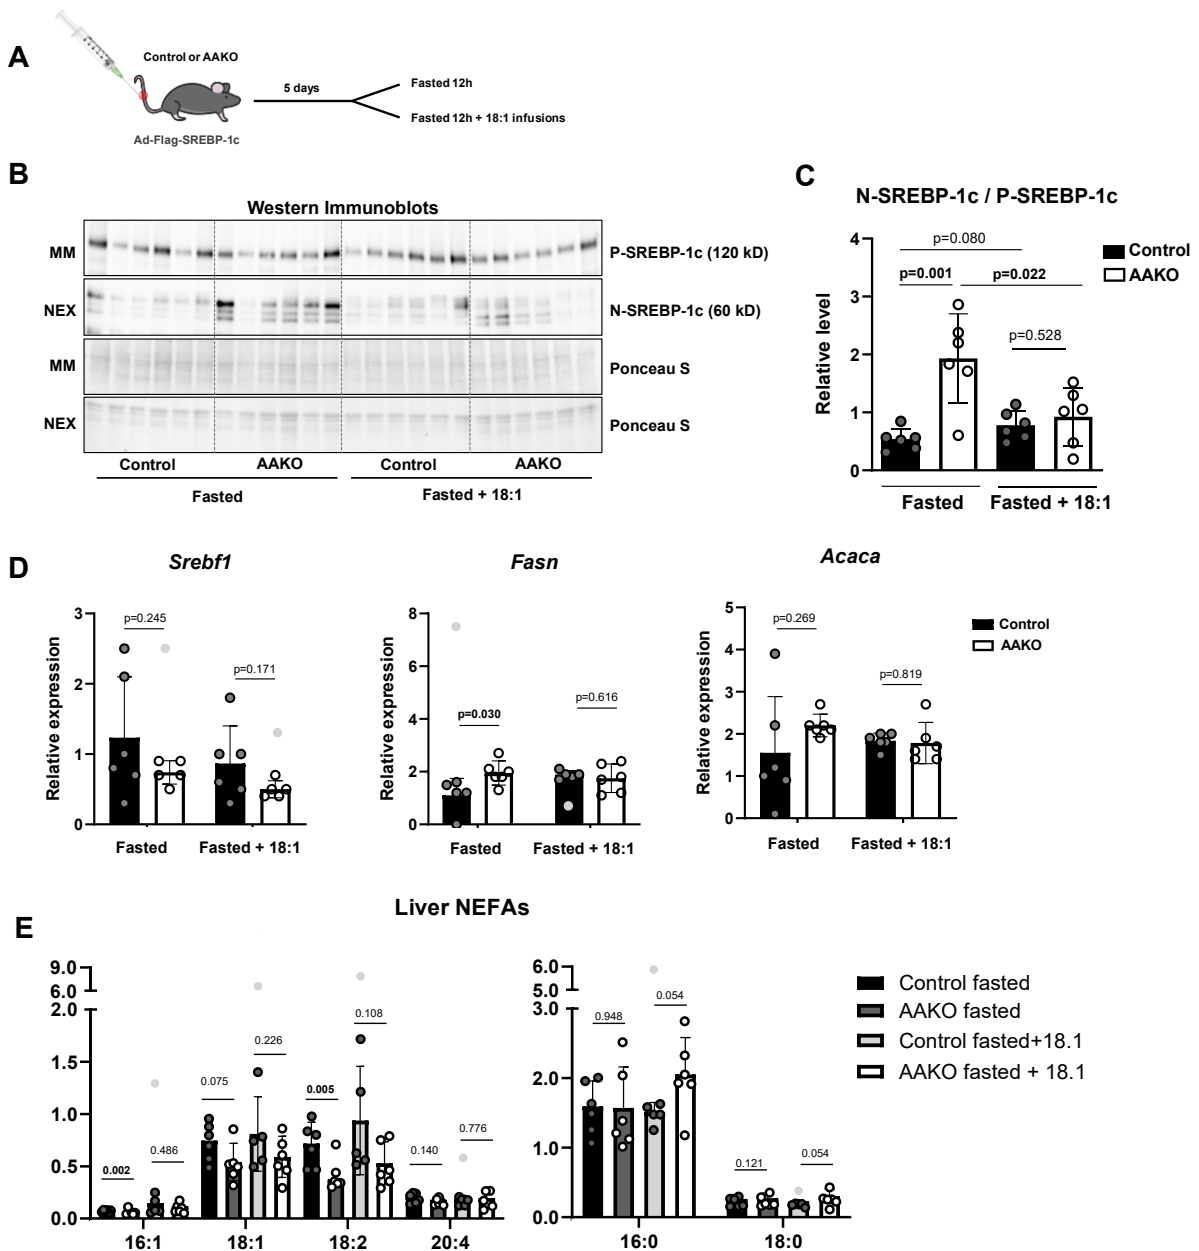 A
Control or AAKO
5 days
Fasted 12h
Fasted 12h + 18:1 infusions
Ad-Flag-SREBP-1c
B
Western Immunoblots
MM
P-SREBP-1c (120 kD)
NEX
N-SREBP-1c (60 kD)
MM
Ponceau S
NEX
Ponceau S
Control AAKO Control AAKO
Fasted Fasted + 18:1
C
N-SREBP-1c / P-SREBP-1c
Relative level
4
3
2
1
0
p=0.080
p=0.001
p=0.022
p=0.528
Control
AAKO
Fasted Fasted + 18:1
D
Srebf1
Relative expression
3
2
1
0
p=0.245
p=0.171
Fasted Fasted + 18:1
Fasn
Relative expression
8
6
4
2
0
p=0.030
p=0.616
Fasted Fasted + 18:1
Acaca
Relative expression
5
4
3
2
1
0
p=0.269
p=0.819
Fasted Fasted + 18:1
Control
AAKO
Liver NEFAs
E
9.0
6.0
2.0
1.5
1.0
0.5
0.0
0.002
0.486
0.075
0.226
0.005
0.108
0.140
0.776
16:1 18:1 18:2 20:4
6.0
5.0
3.0
2.0
1.0
0.0
0.948
0.054
0.121
0.054
16:0 18:0
Control fasted
AAKO fasted
Control fasted+18.1
AAKO fasted + 18.1